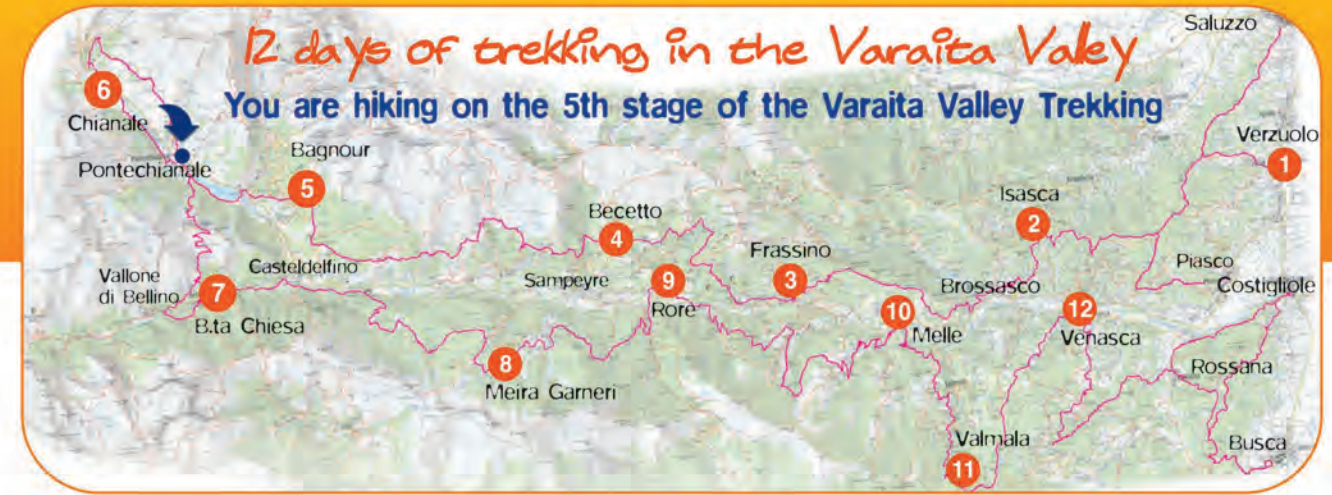 12 days of trekking in the Varaita Valley
You are hiking on the 5th stage of the Varaita Valley Trekking
Saluzzo
6
Chianale
Pontechianale
Bagnour
5
Verzuolo
1
Isasca
2
Becetto
4
Frassino
3
Piasco
Costigliole
Casteldelfino
Sampeyre
9
Rore
Brossasco
Vallone
di Bellino
7
B.ta Chiesa
10
Melle
12
Venasca
8
Meira Garneri
Rossana
Valmala
11
Busca